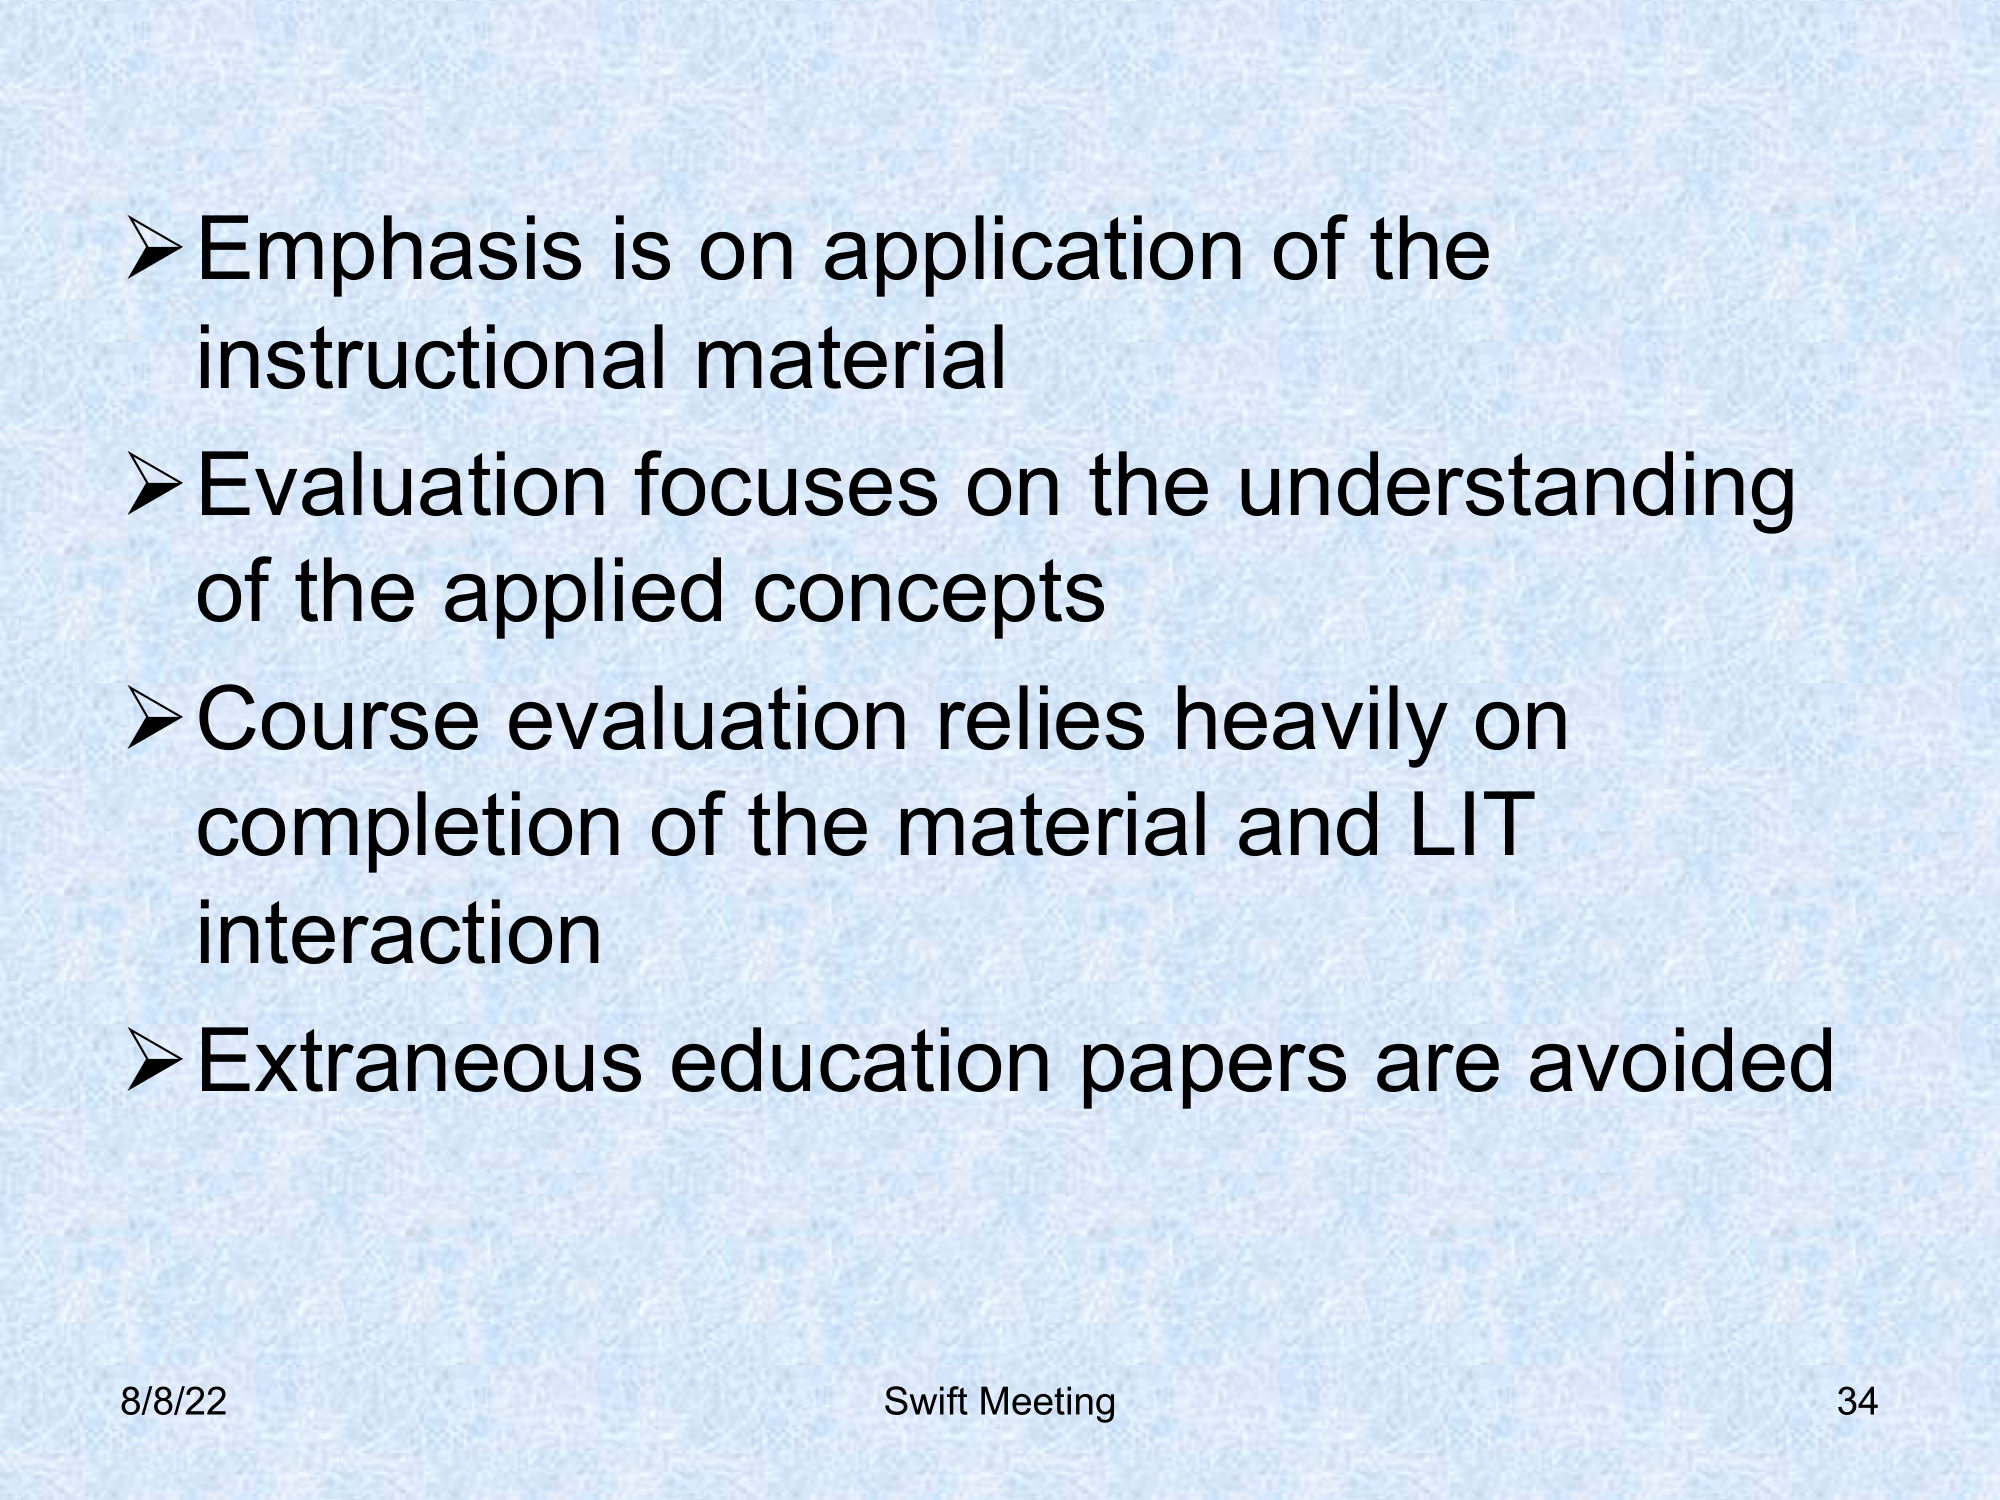 ➢Emphasis is on application of the
instructional material
➢Evaluation focuses on the understanding
of the applied concepts
➢Course evaluation relies heavily on
completion of the material and LIT
interaction
➢Extraneous education papers are avoided
8/8/22
Swift Meeting
34